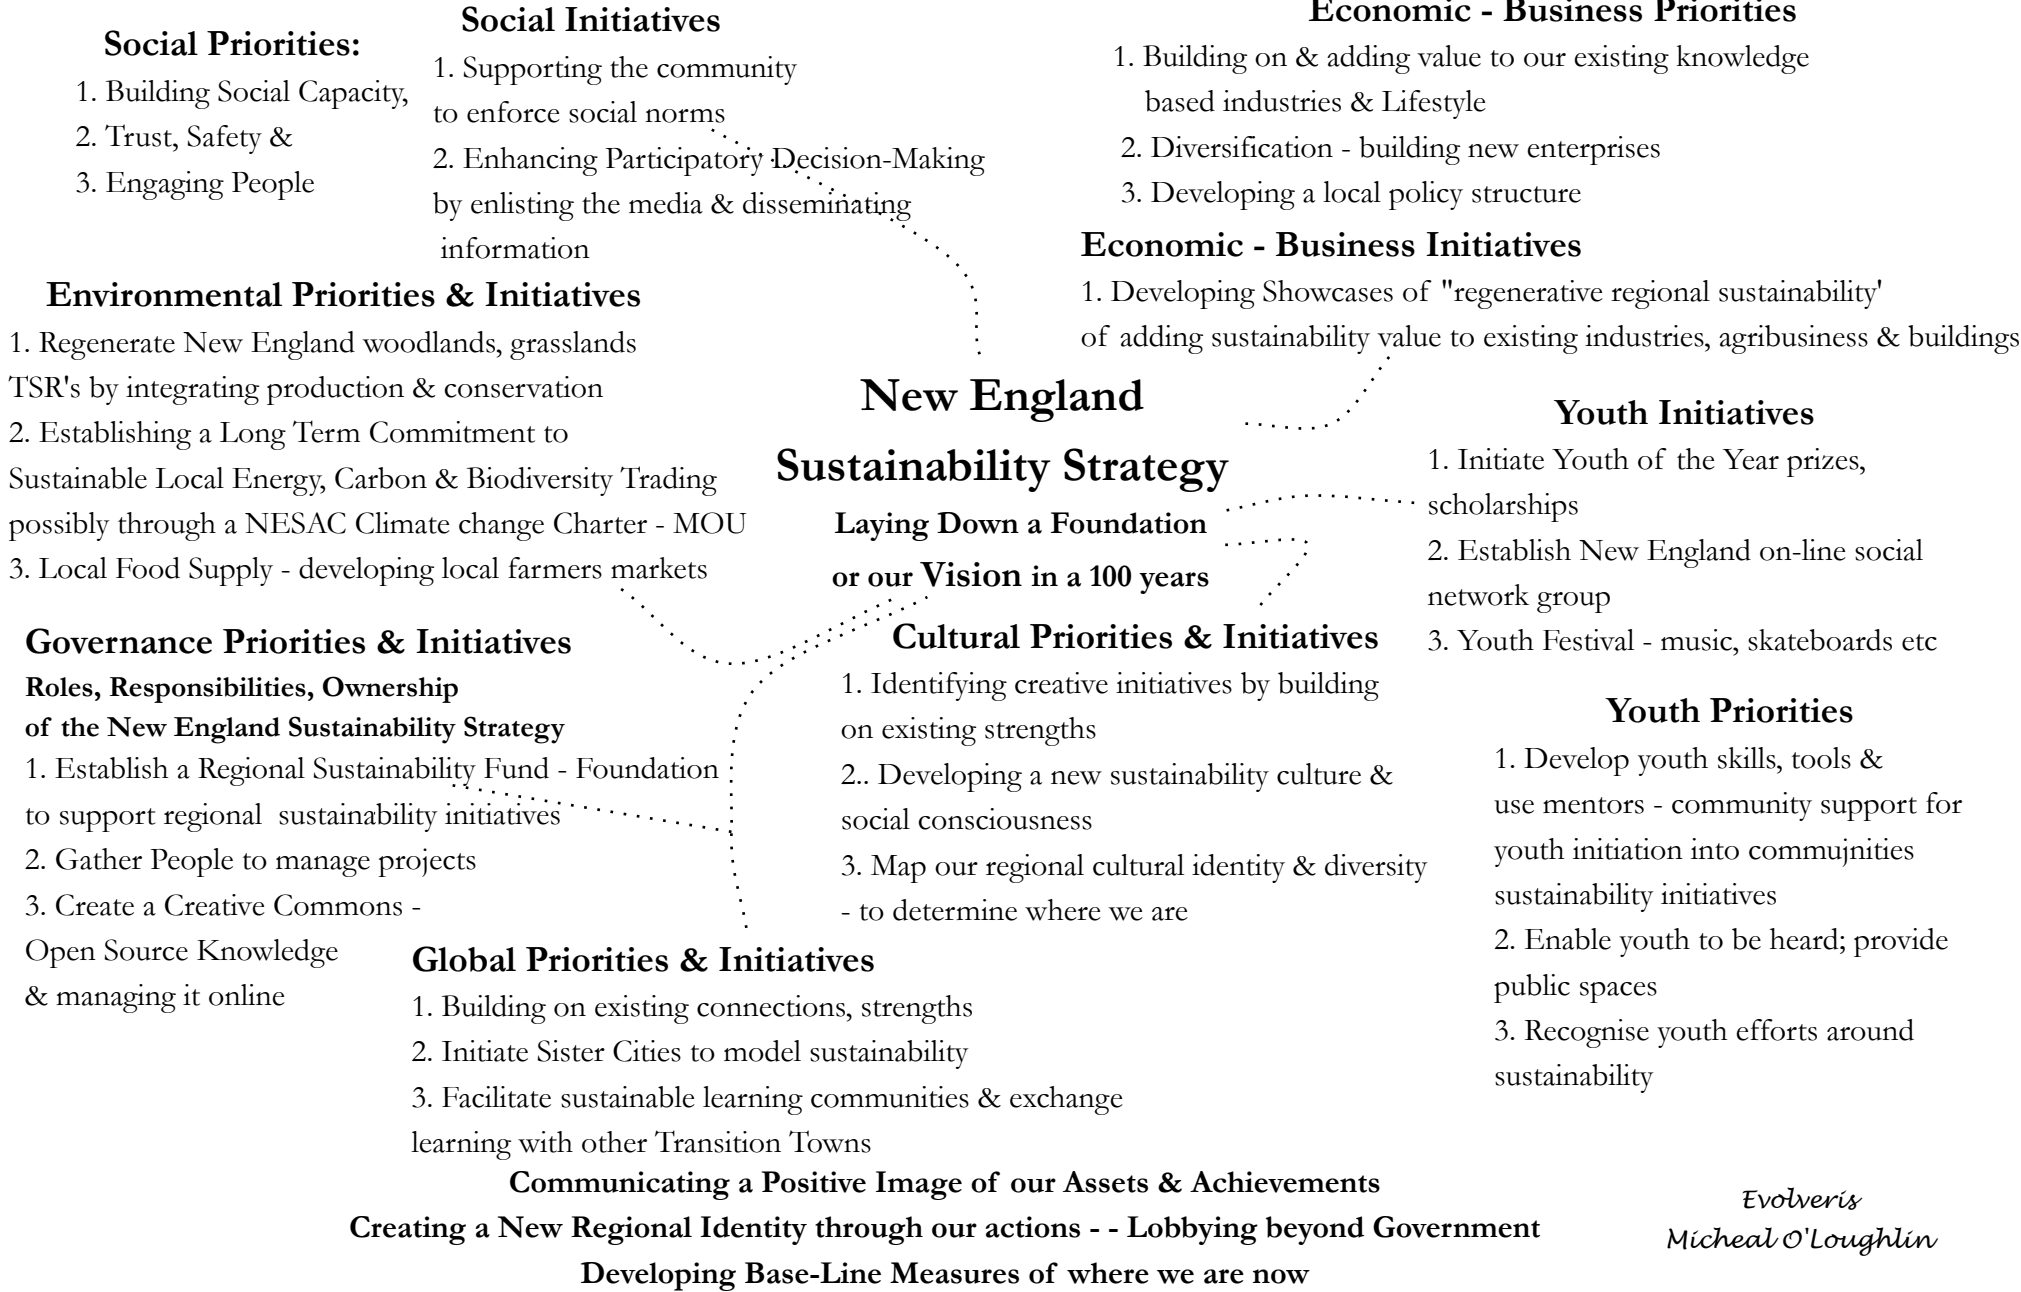 Social Priorities:
1. Building Social Capacity,
2. Trust, Safety &
3. Engaging People
Social Initiatives
1. Supporting the community
to enforce social norms
2. Enhancing Participatory Decision-Making
by enlisting the media & disseminating
information
Economic - Business Priorities
1. Building on & adding value to our existing knowledge
based industries & Lifestyle
2. Diversification - building new enterprises
3. Developing a local policy structure
Economic - Business Initiatives
1. Developing Showcases of "regenerative regional sustainability'
of adding sustainability value to existing industries, agribusiness & buildings
Environmental Priorities & Initiatives
1. Regenerate New England woodlands, grasslands
TSR's by integrating production & conservation
2. Establishing a Long Term Commitment to
Sustainable Local Energy, Carbon & Biodiversity Trading
possibly through a NESAC Climate change Charter - MOU
3. Local Food Supply - developing local farmers markets
New England
Sustainability Strategy
Laying Down a Foundation
or our Vision in a 100 years
Youth Initiatives
1. Initiate Youth of the Year prizes,
scholarships
2. Establish New England on-line social
network group
3. Youth Festival - music, skateboards etc
Governance Priorities & Initiatives
Roles, Responsibilities, Ownership
of the New England Sustainability Strategy
1. Establish a Regional Sustainability Fund - Foundation
to support regional sustainability initiatives
2. Gather People to manage projects
3. Create a Creative Commons -
Open Source Knowledge
& managing it online
Cultural Priorities & Initiatives
1. Identifying creative initiatives by building
on existing strengths
2.. Developing a new sustainability culture &
social consciousness
3. Map our regional cultural identity & diversity
- to determine where we are
Youth Priorities
1. Develop youth skills, tools &
use mentors - community support for
youth initiation into commujnities
sustainability initiatives
2. Enable youth to be heard; provide
public spaces
3. Recognise youth efforts around
sustainability
Global Priorities & Initiatives
1. Building on existing connections, strengths
2. Initiate Sister Cities to model sustainability
3. Facilitate sustainable learning communities & exchange
learning with other Transition Towns
Communicating a Positive Image of our Assets & Achievements
Creating a New Regional Identity through our actions - - Lobbying beyond Government
Developing Base-Line Measures of where we are now
Evolveris
Micheal O'Loughlin